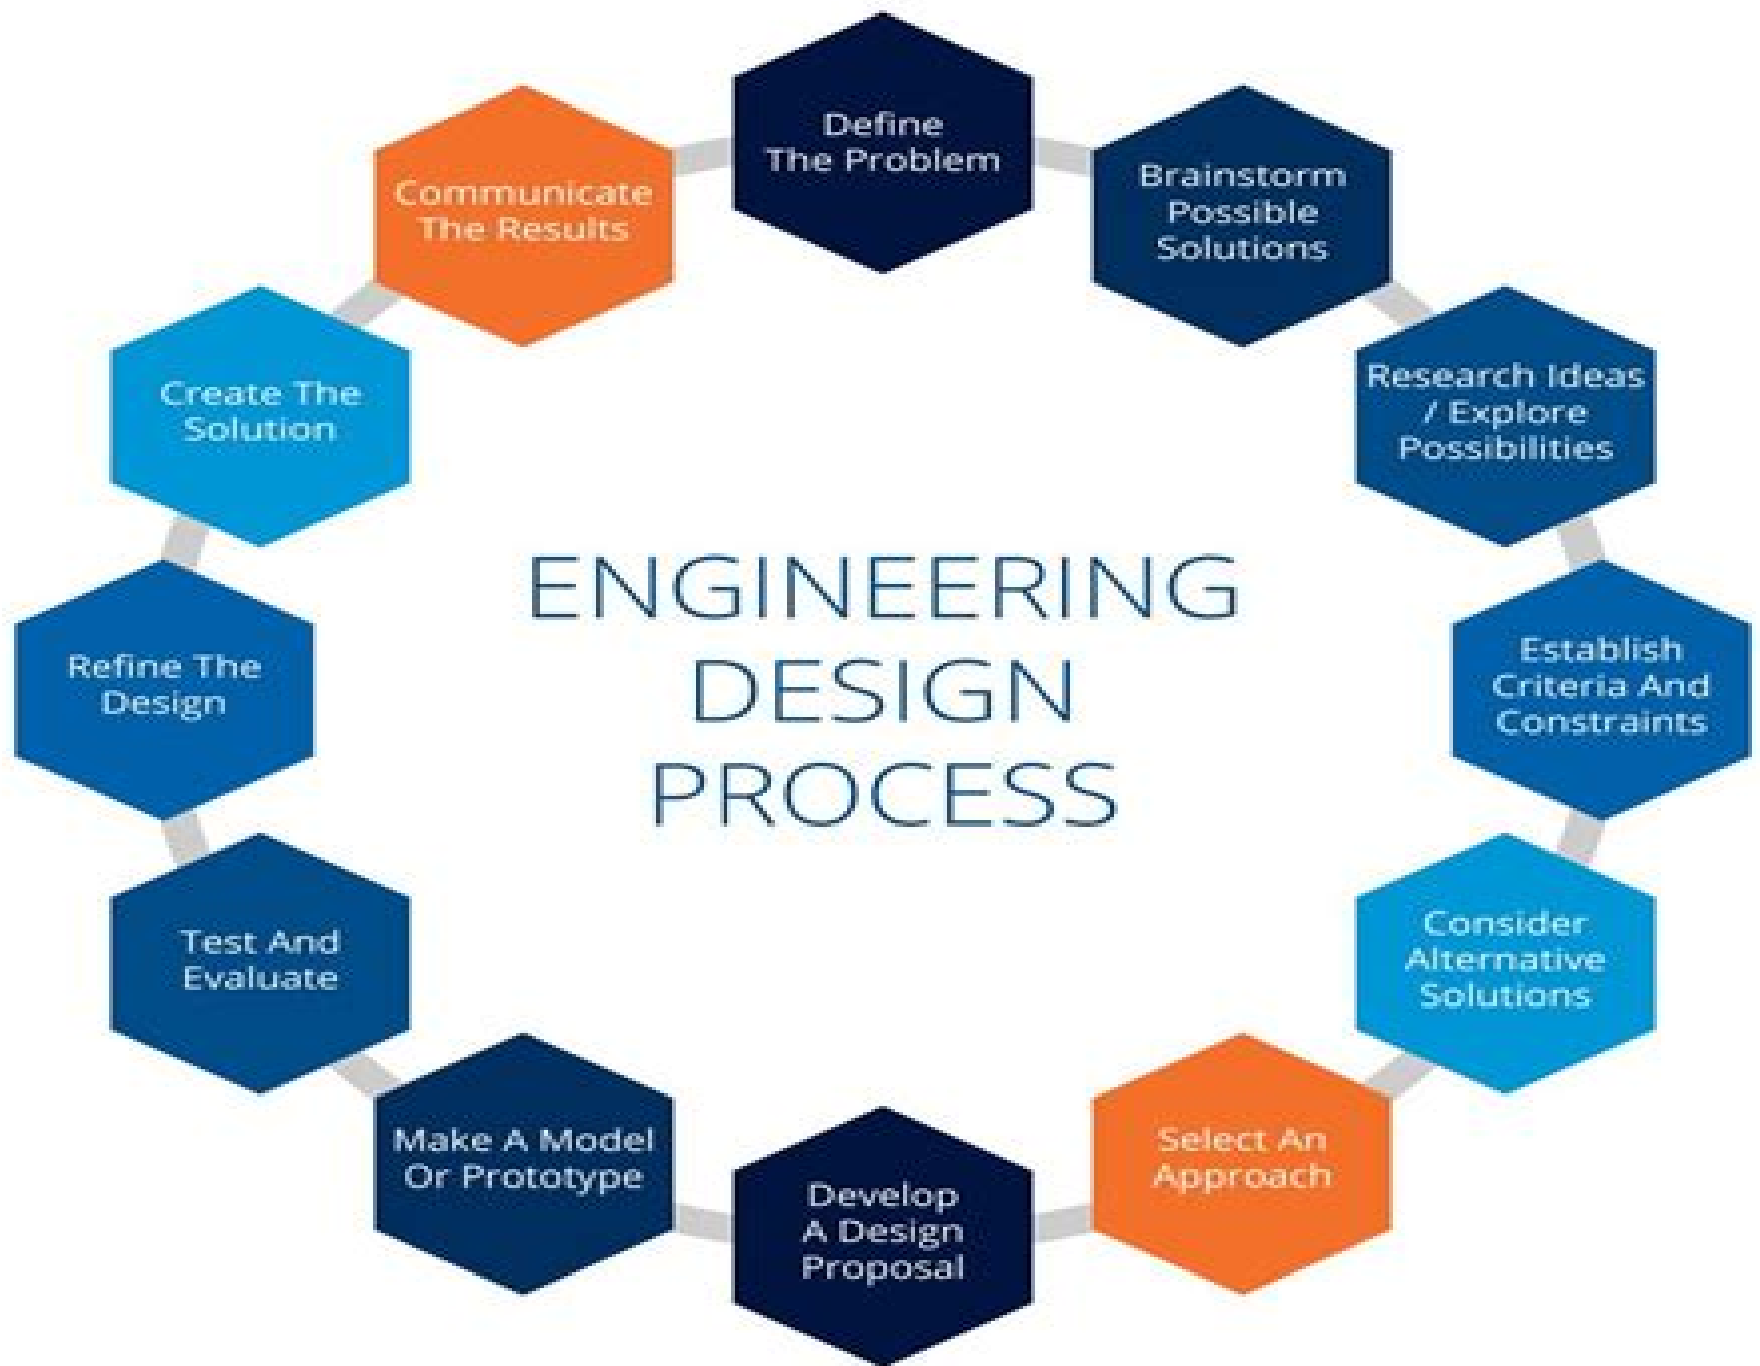 Define
The Problem
Brainstorm
Possible
Solutions
Research Ideas
/ Explore
Possibilities
Establish
Criteria And
Constraints
Consider
Alternative
Solutions
Select An
Approach
Develop
A Design
Proposal
Make A Model
Or Prototype
Test And
Evaluate
Refine The
Design
Create The
Solution
Communicate
The Results
ENGINEERING
DESIGN
PROCESS